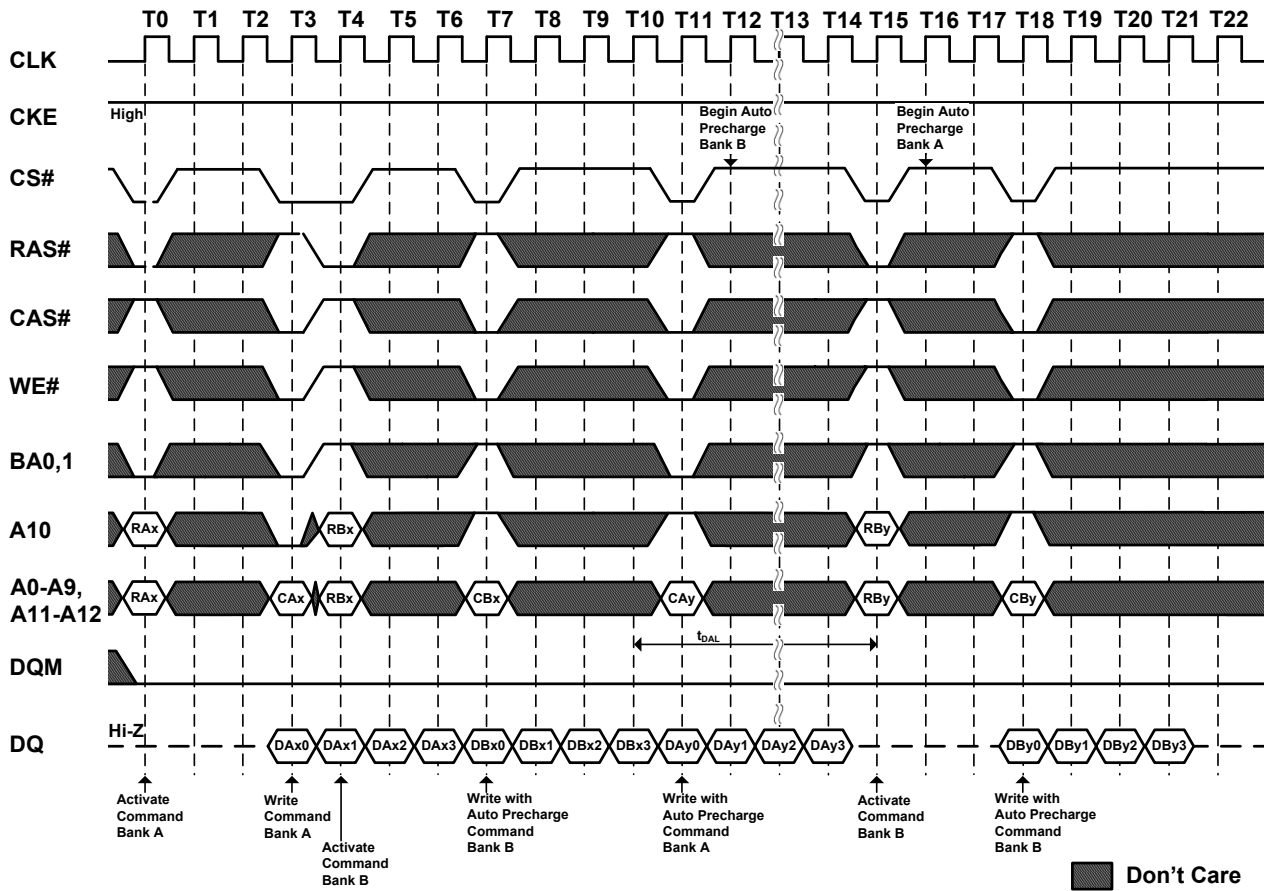 T0 T1 T2 T3 T4 T5 T6 T7 T8 T9 T10 T11 T12 T13 T14 T15 T16 T17 T18 T19 T20 T21 T22
CLK
CKE
High
Begin Auto
Precharge
Bank B
Begin Auto
Precharge
Bank A
CS#
RAS#
CAS#
WE#
BA0,1
A10
RAx RBx RBy
A0-A9,
A11-A12
RAx CAx RBx CBx CAy RBy CBy
tDAL
DQM
DQ
Hi-Z
DAx0 DAx1 DAx2 DAx3 DBx0 DBx1 DBx2 DBx3 DAy0 DAy1 DAy2 DAy3 DBy0 DBy1 DBy2 DBy3
Activate
Command
Bank A
Write
Command
Bank A
Activate
Command
Bank B
Write with
Auto Precharge
Command
Bank B
Write with
Auto Precharge
Command
Bank A
Activate
Command
Bank B
Write with
Auto Precharge
Command
Bank B
Don't Care